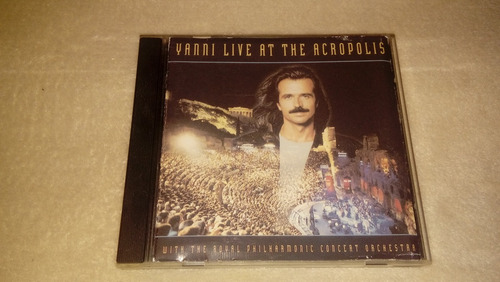 YANNI LIVE AT THE ACROPOLIS
WITH THE ROYAL PHILHARMONIC CONCERT ORCHESTRA